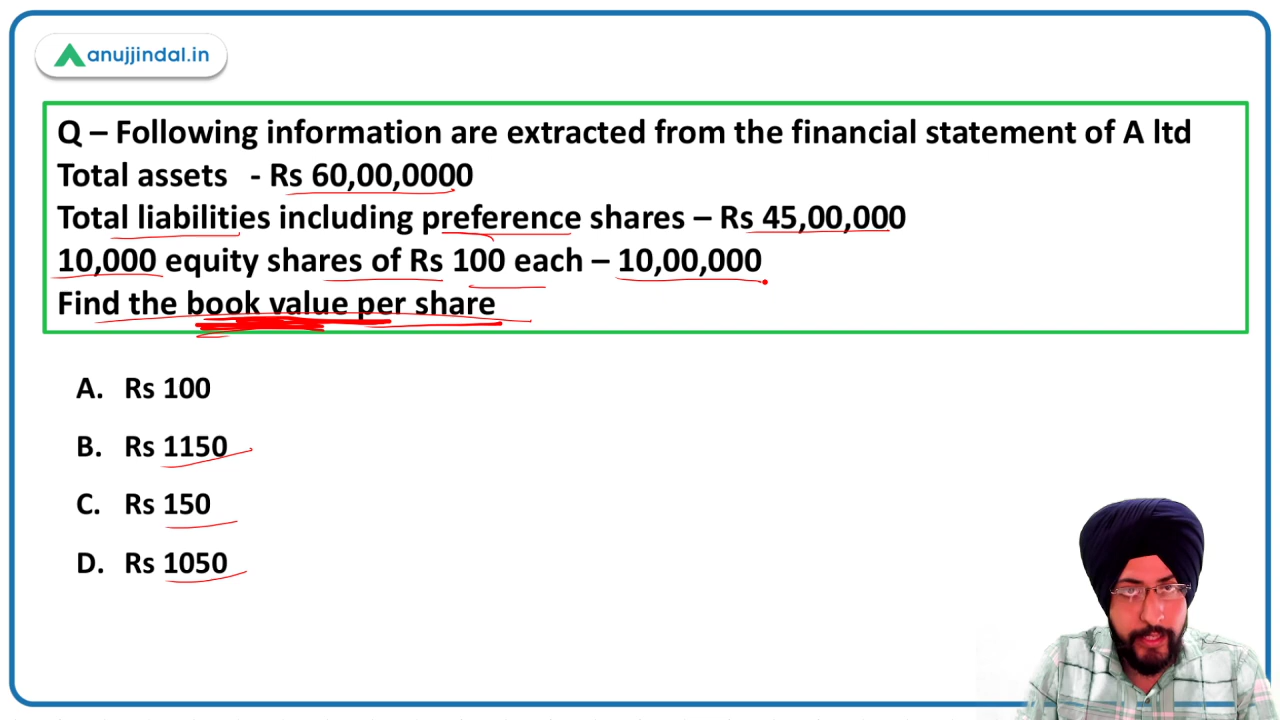 anujjindal.in
Q – Following information are extracted from the financial statement of A ltd
Total assets - Rs 60,00,0000
Total liabilities including preference shares – Rs 45,00,000
10,000 equity shares of Rs 100 each – 10,00,000
Find the book value per share
A. Rs 100
B. Rs 1150
C. Rs 150
D. Rs 1050